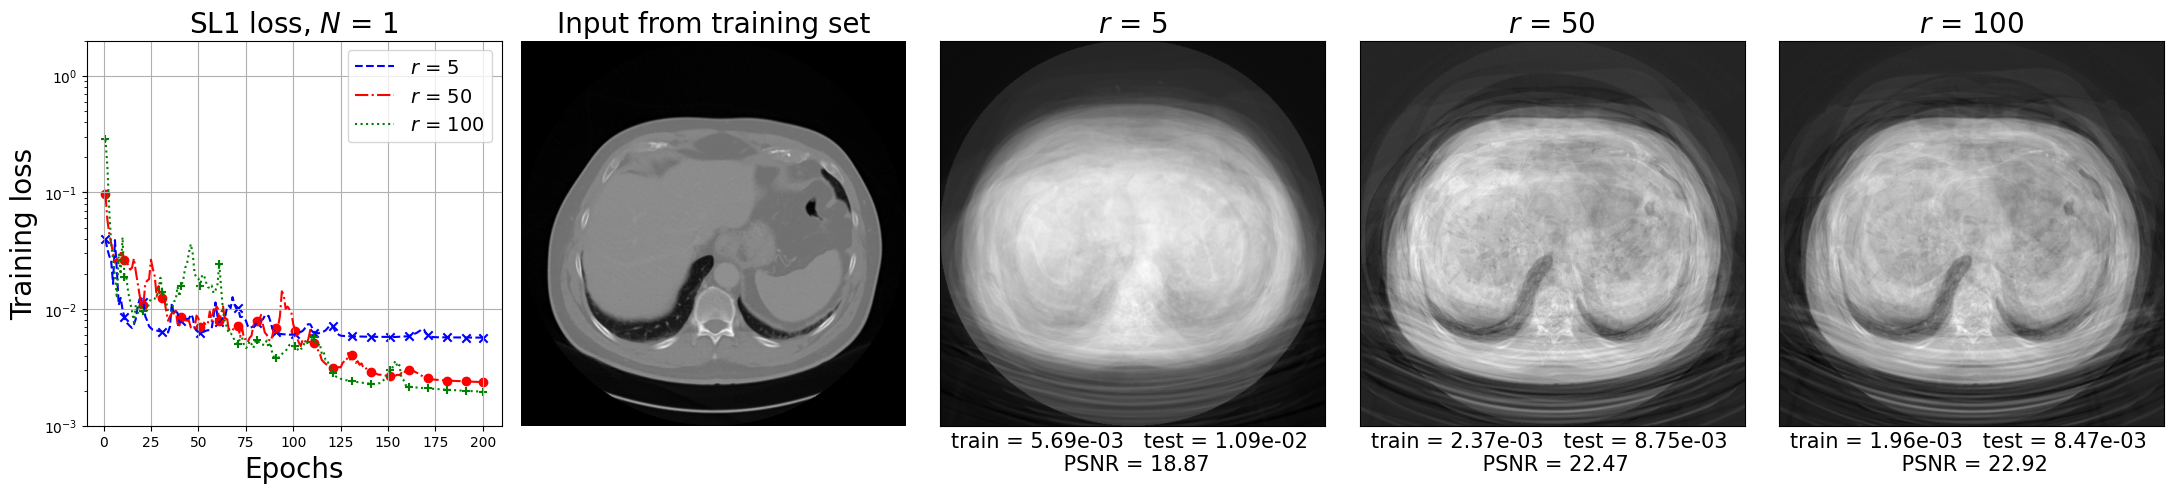 SL1 loss, N = 1
Input from training set
r = 5
r = 50
r = 100
Training loss
10⁰
10⁻¹
10⁻²
10⁻³
r = 5
r = 50
r = 100
0 25 50 75 100 125 150 175 200
Epochs
train = 5.69e-03 test = 1.09e-02
PSNR = 18.87
train = 2.37e-03 test = 8.75e-03
PSNR = 22.47
train = 1.96e-03 test = 8.47e-03
PSNR = 22.92